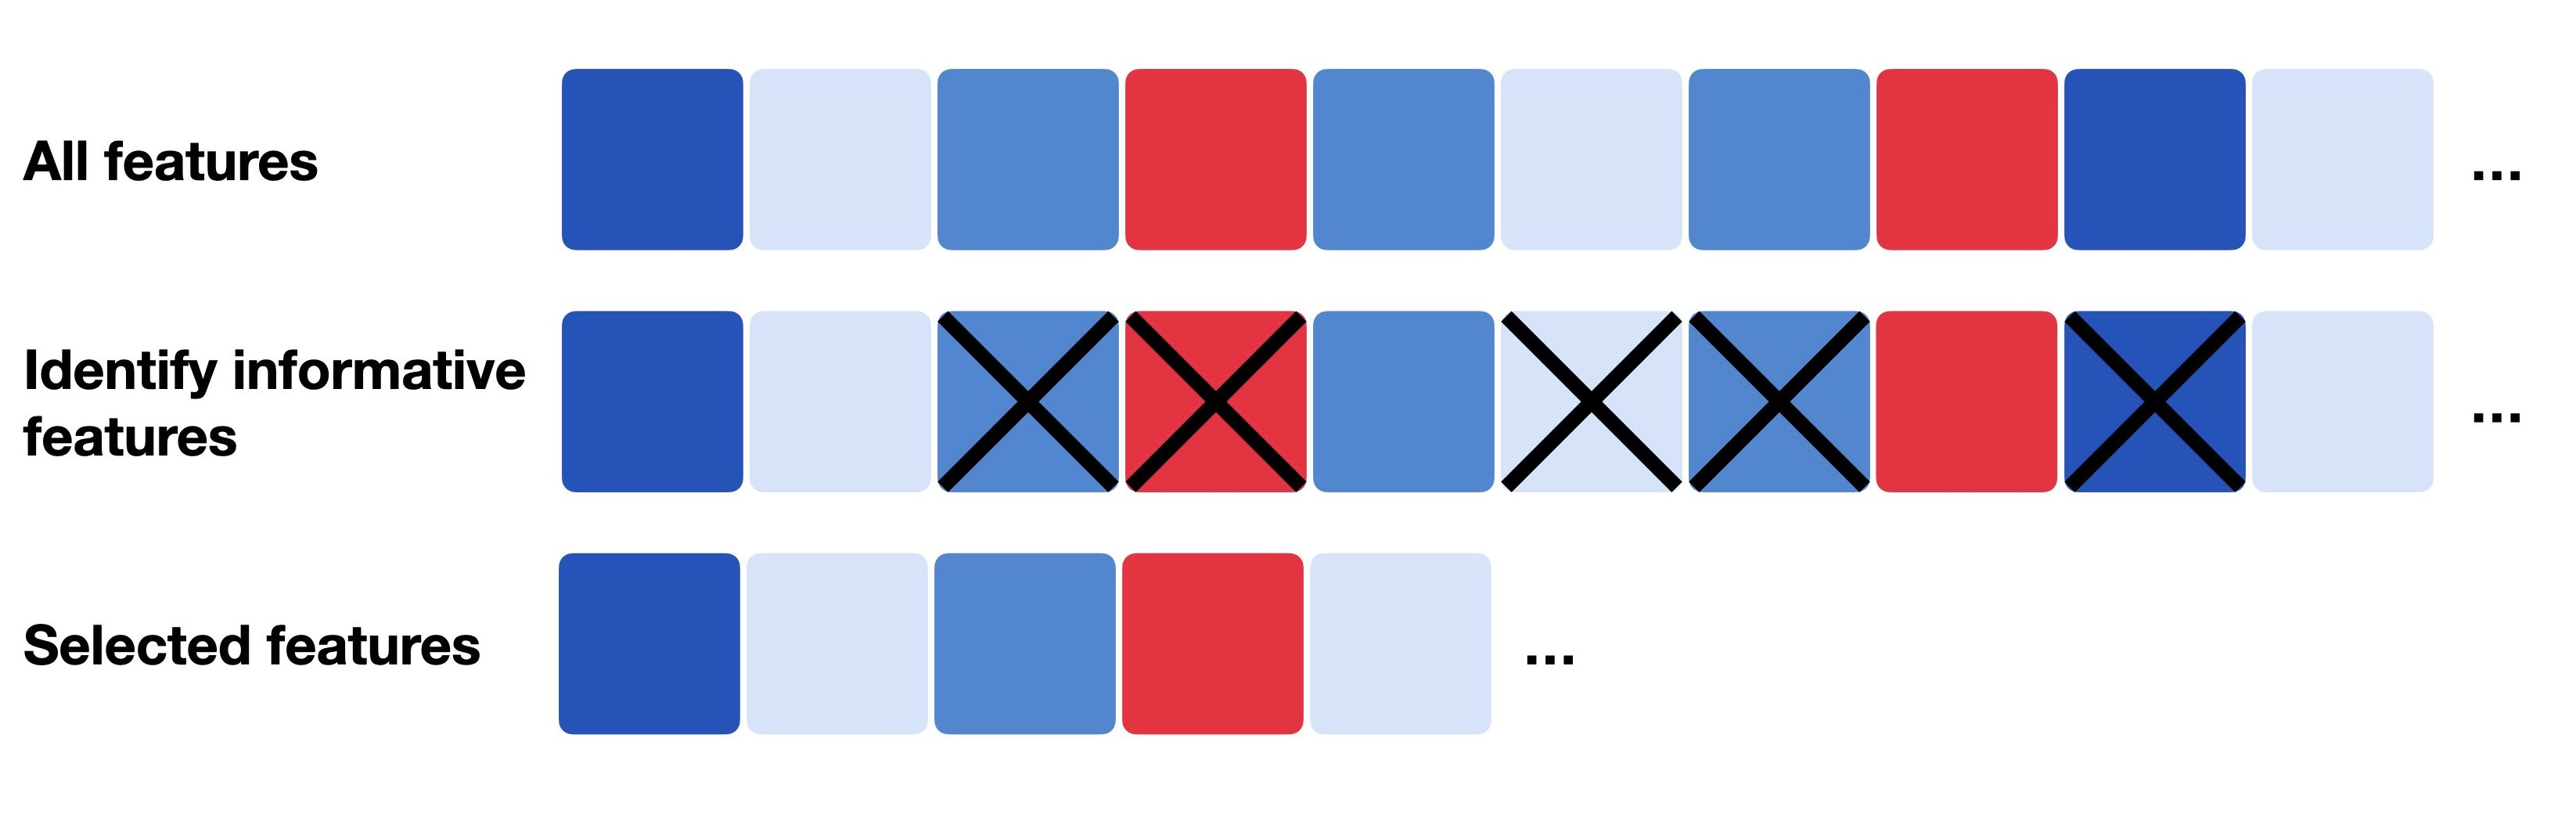 All features
...
Identify informative
features
...
Selected features
...